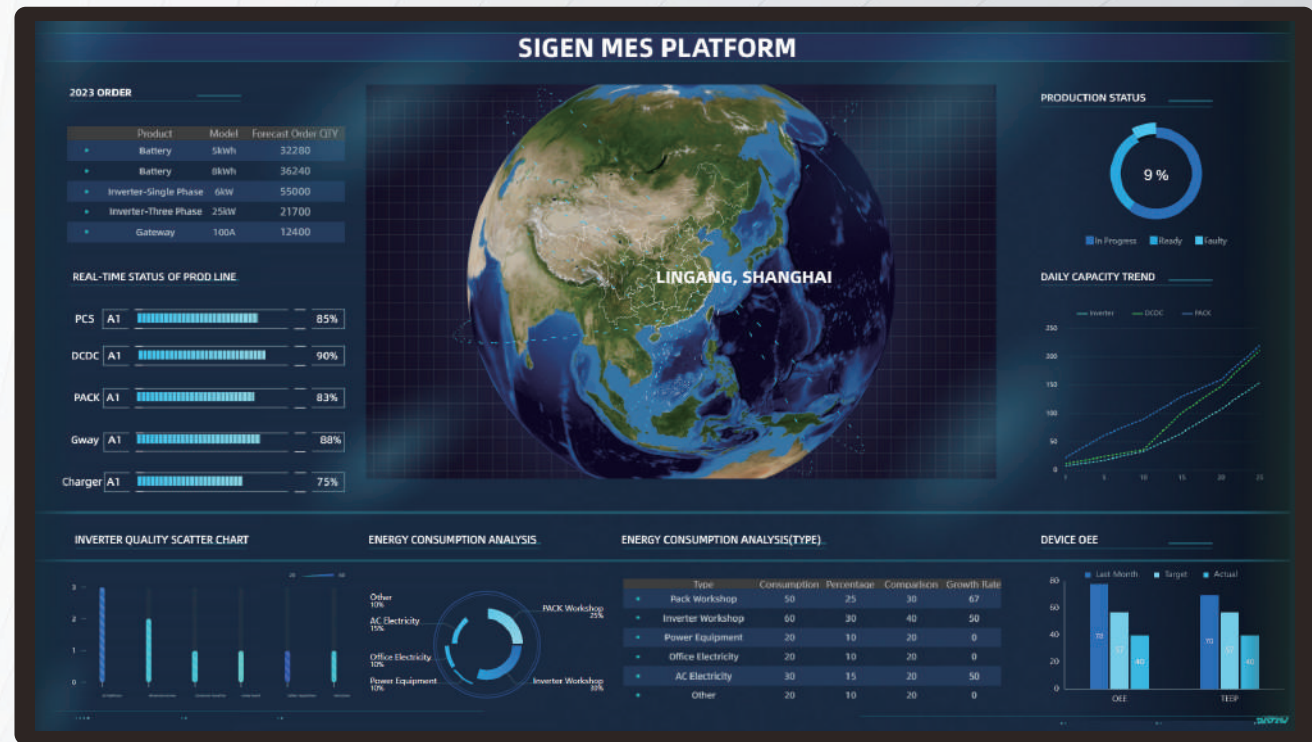 SIGEN MES PLATFORM
2023 ORDER
Product Model Forecast Order QTY
Battery 5kWh 32280
Battery 8kWh 36240
Inverter-Single Phase 6kW 55000
Inverter-Three Phase 25kW 21700
Gateway 100A 12400
REAL-TIME STATUS OF PROD LINE
PCS A1 85%
DCDC A1 90%
PACK A1 83%
Gway A1 88%
Charger A1 75%
LINGANG, SHANGHAI
PRODUCTION STATUS
9 %
In Progress Ready Faulty
DAILY CAPACITY TREND
Inverter DCDC PACK
250
200
150
100
50
0
1 5 10 15 20 25
INVERTER QUALITY SCATTER CHART
3
2
1
0
ENERGY CONSUMPTION ANALYSIS
Other
10%
AC Electricity
15%
Office Electricity
10%
Power Equipment
10%
PACK Workshop
25%
Inverter Workshop
30%
ENERGY CONSUMPTION ANALYSIS(TYPE)
Type Consumption Percentage Comparison Growth Rate
Pack Workshop 50 25 30 67
Inverter Workshop 60 30 40 50
Power Equipment 20 10 20 0
Office Electricity 20 10 20 0
AC Electricity 30 15 20 50
Other 20 10 20 0
DEVICE OEE
Last Month Target Actual
80
60
40
20
0
78 57 40
70 57 40
OEE TEEP